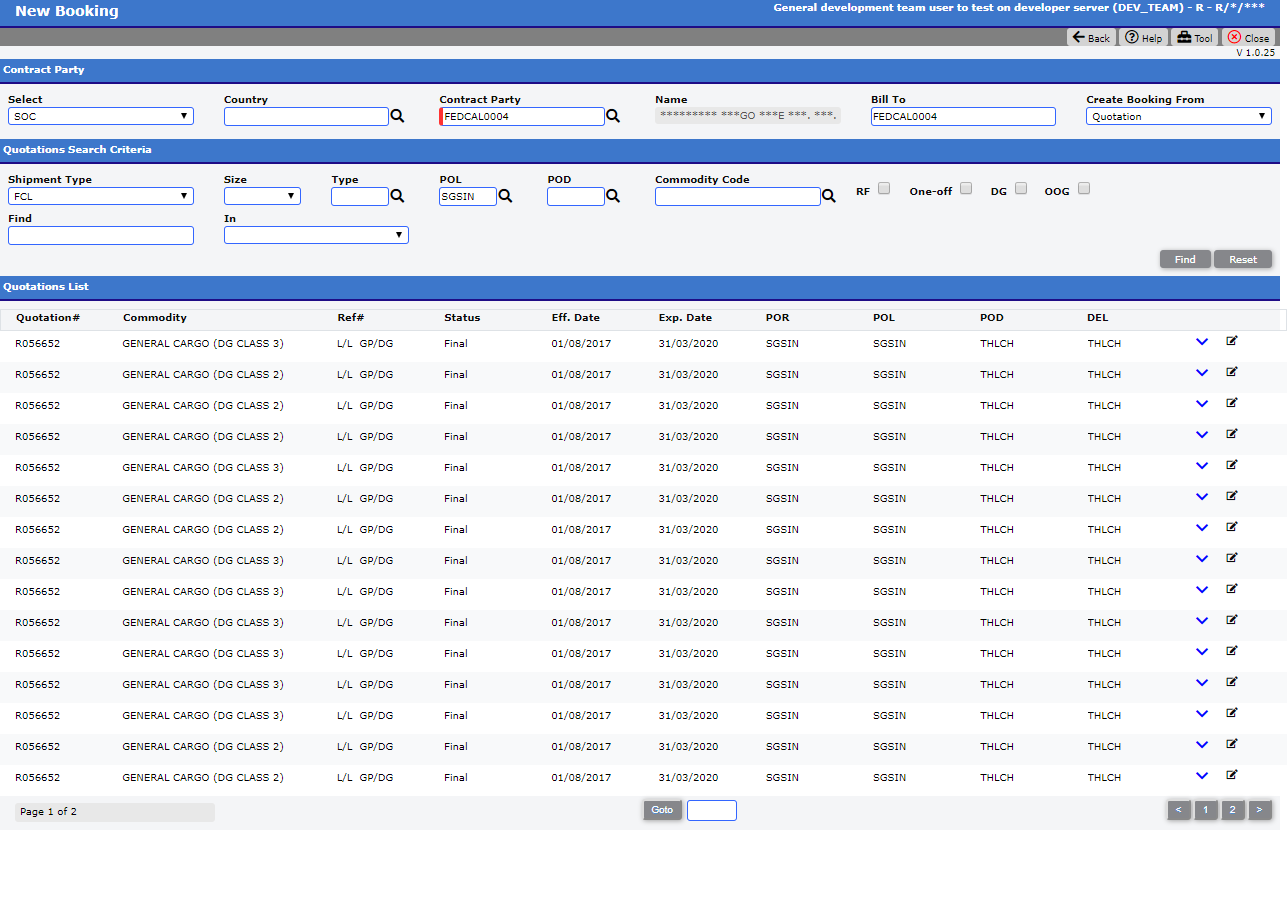 New Booking
General development team user to test on developer server (DEV_TEAM) - R - R/*/***
Back Help Tool Close
V 1.0.25
Contract Party
Select Country Contract Party Name Bill To Create Booking From
SOC FEDCAL0004 ********* ***GO ***E ***. ***. FEDCAL0004 Quotation
Quotations Search Criteria
Shipment Type Size Type POL POD Commodity Code
FCL SGSIN RF One-off DG OOG
Find In
Find Reset
Quotations List
Quotation# Commodity Ref# Status Eff. Date Exp. Date POR POL POD DEL
R056652 GENERAL CARGO (DG CLASS 3) L/L GP/DG Final 01/08/2017 31/03/2020 SGSIN SGSIN THLCH THLCH
R056652 GENERAL CARGO (DG CLASS 2) L/L GP/DG Final 01/08/2017 31/03/2020 SGSIN SGSIN THLCH THLCH
R056652 GENERAL CARGO (DG CLASS 2) L/L GP/DG Final 01/08/2017 31/03/2020 SGSIN SGSIN THLCH THLCH
R056652 GENERAL CARGO (DG CLASS 2) L/L GP/DG Final 01/08/2017 31/03/2020 SGSIN SGSIN THLCH THLCH
R056652 GENERAL CARGO (DG CLASS 3) L/L GP/DG Final 01/08/2017 31/03/2020 SGSIN SGSIN THLCH THLCH
R056652 GENERAL CARGO (DG CLASS 2) L/L GP/DG Final 01/08/2017 31/03/2020 SGSIN SGSIN THLCH THLCH
R056652 GENERAL CARGO (DG CLASS 2) L/L GP/DG Final 01/08/2017 31/03/2020 SGSIN SGSIN THLCH THLCH
R056652 GENERAL CARGO (DG CLASS 3) L/L GP/DG Final 01/08/2017 31/03/2020 SGSIN SGSIN THLCH THLCH
R056652 GENERAL CARGO (DG CLASS 3) L/L GP/DG Final 01/08/2017 31/03/2020 SGSIN SGSIN THLCH THLCH
R056652 GENERAL CARGO (DG CLASS 3) L/L GP/DG Final 01/08/2017 31/03/2020 SGSIN SGSIN THLCH THLCH
R056652 GENERAL CARGO (DG CLASS 3) L/L GP/DG Final 01/08/2017 31/03/2020 SGSIN SGSIN THLCH THLCH
R056652 GENERAL CARGO (DG CLASS 3) L/L GP/DG Final 01/08/2017 31/03/2020 SGSIN SGSIN THLCH THLCH
R056652 GENERAL CARGO (DG CLASS 3) L/L GP/DG Final 01/08/2017 31/03/2020 SGSIN SGSIN THLCH THLCH
R056652 GENERAL CARGO (DG CLASS 2) L/L GP/DG Final 01/08/2017 31/03/2020 SGSIN SGSIN THLCH THLCH
R056652 GENERAL CARGO (DG CLASS 2) L/L GP/DG Final 01/08/2017 31/03/2020 SGSIN SGSIN THLCH THLCH
Page 1 of 2 Goto < 1 2 >